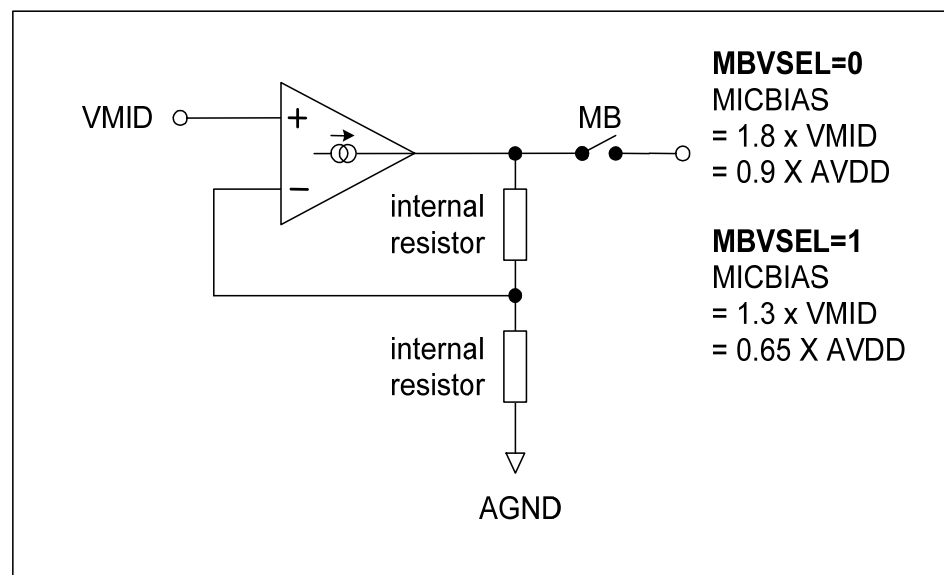 VMID
+
−
MB
internal
resistor
internal
resistor
AGND
MBVSEL=0
MICBIAS
= 1.8 x VMID
= 0.9 X AVDD
MBVSEL=1
MICBIAS
= 1.3 x VMID
= 0.65 X AVDD